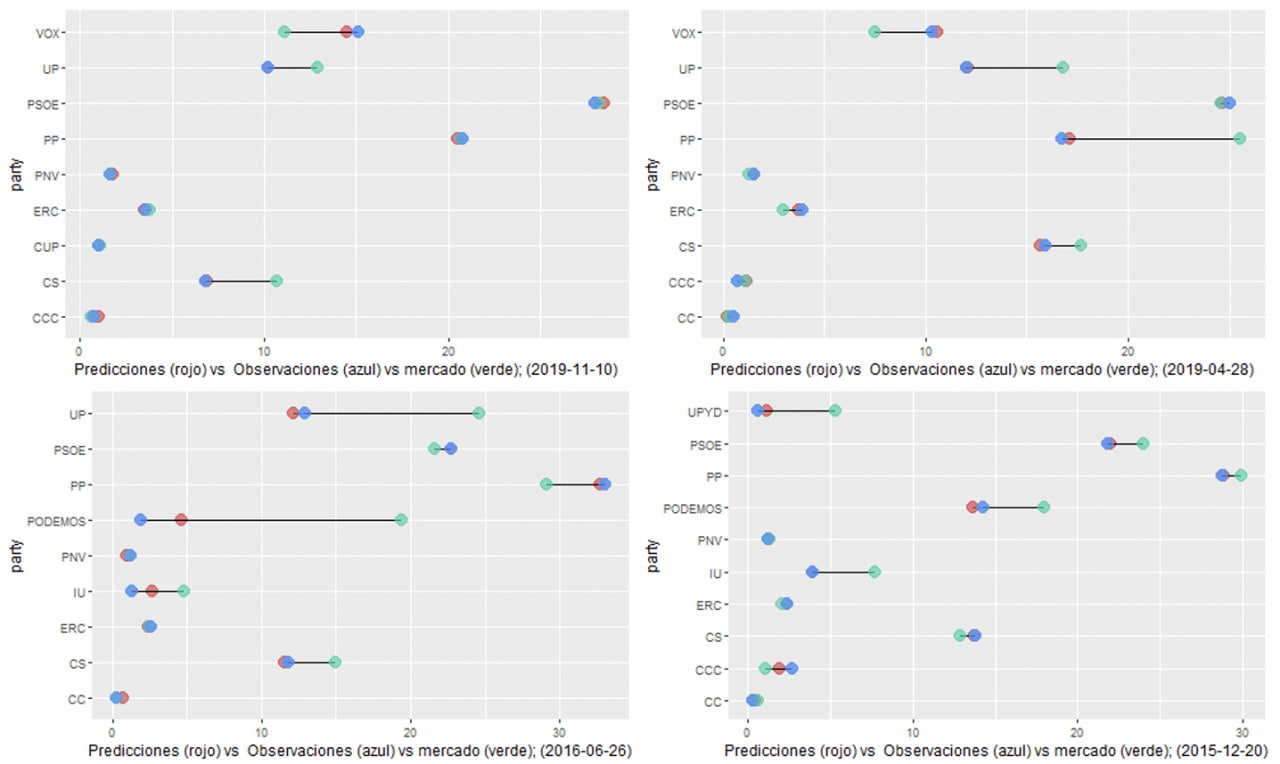 VOX
UP
PSOE
PP
PNV
ERC
CUP
CS
CCC
party
0 10 20
Predicciones (rojo) vs Observaciones (azul) vs mercado (verde); (2019-11-10)
VOX
UP
PSOE
PP
PNV
ERC
CS
CCC
CC
party
0 10 20
Predicciones (rojo) vs Observaciones (azul) vs mercado (verde); (2019-04-28)
UP
PSOE
PP
PODEMOS
PNV
IU
ERC
CS
CC
party
0 10 20 30
Predicciones (rojo) vs Observaciones (azul) vs mercado (verde); (2016-06-26)
UPYD
PSOE
PP
PODEMOS
PNV
IU
ERC
CS
CCC
CC
party
0 10 20 30
Predicciones (rojo) vs Observaciones (azul) vs mercado (verde); (2015-12-20)